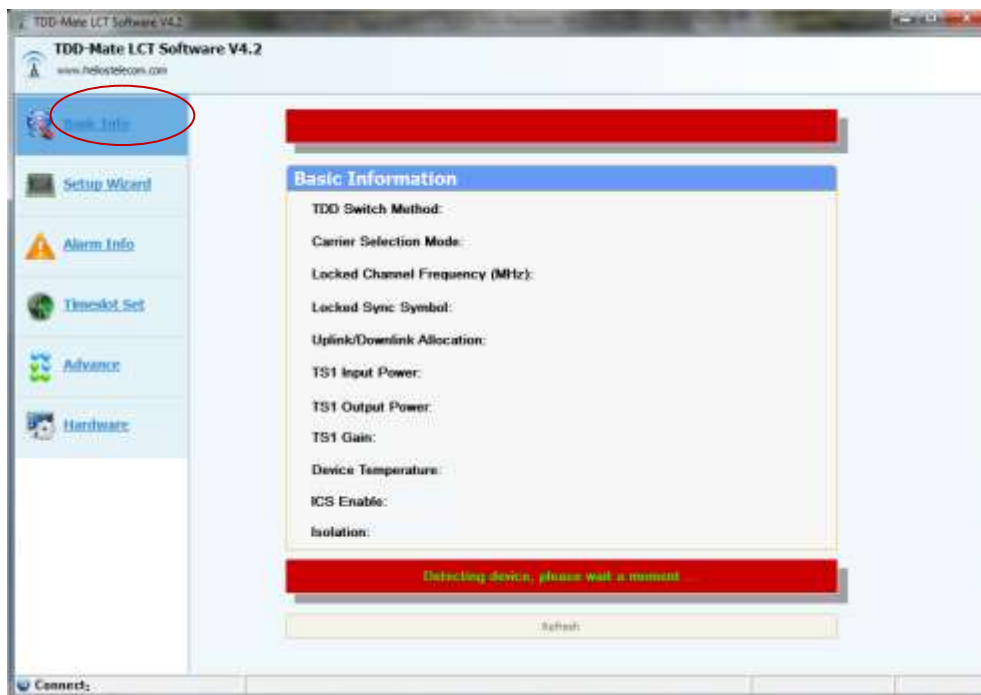 TDD-Mate LCT Software V4.2
TDD-Mate LCT Software V4.2
www.heliostelecom.com
Basic Info
Setup Wizard
Alarm Info
Timeslot Set
Advance
Hardware
Basic Information
TDD Switch Method:
Carrier Selection Mode:
Locked Channel Frequency (MHz):
Locked Sync Symbol:
Uplink/Downlink Allocation:
TS1 Input Power:
TS1 Output Power:
TS1 Gain:
Device Temperature:
ICS Enable:
Isolation:
Detecting device, please wait a moment ...
Refresh
Connect: